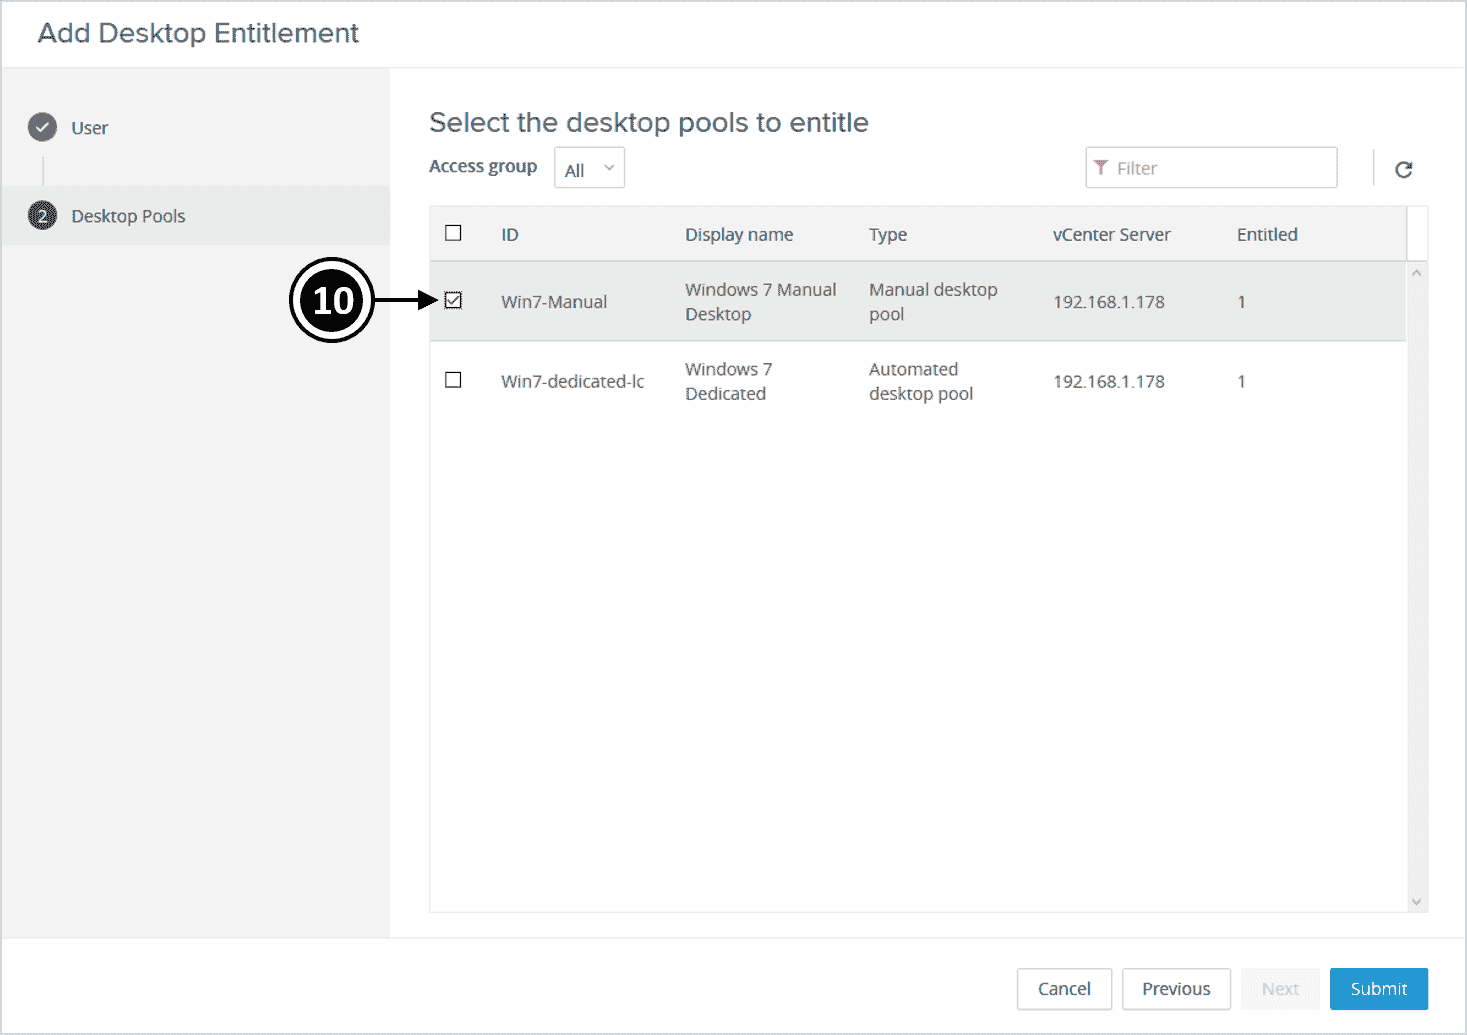 Add Desktop Entitlement
User
2 Desktop Pools
Select the desktop pools to entitle
Access group All Filter
ID Display name Type vCenter Server Entitled
10 Win7-Manual Windows 7 Manual Desktop Manual desktop pool 192.168.1.178 1
Win7-dedicated-lc Windows 7 Dedicated Automated desktop pool 192.168.1.178 1
Cancel Previous Next Submit